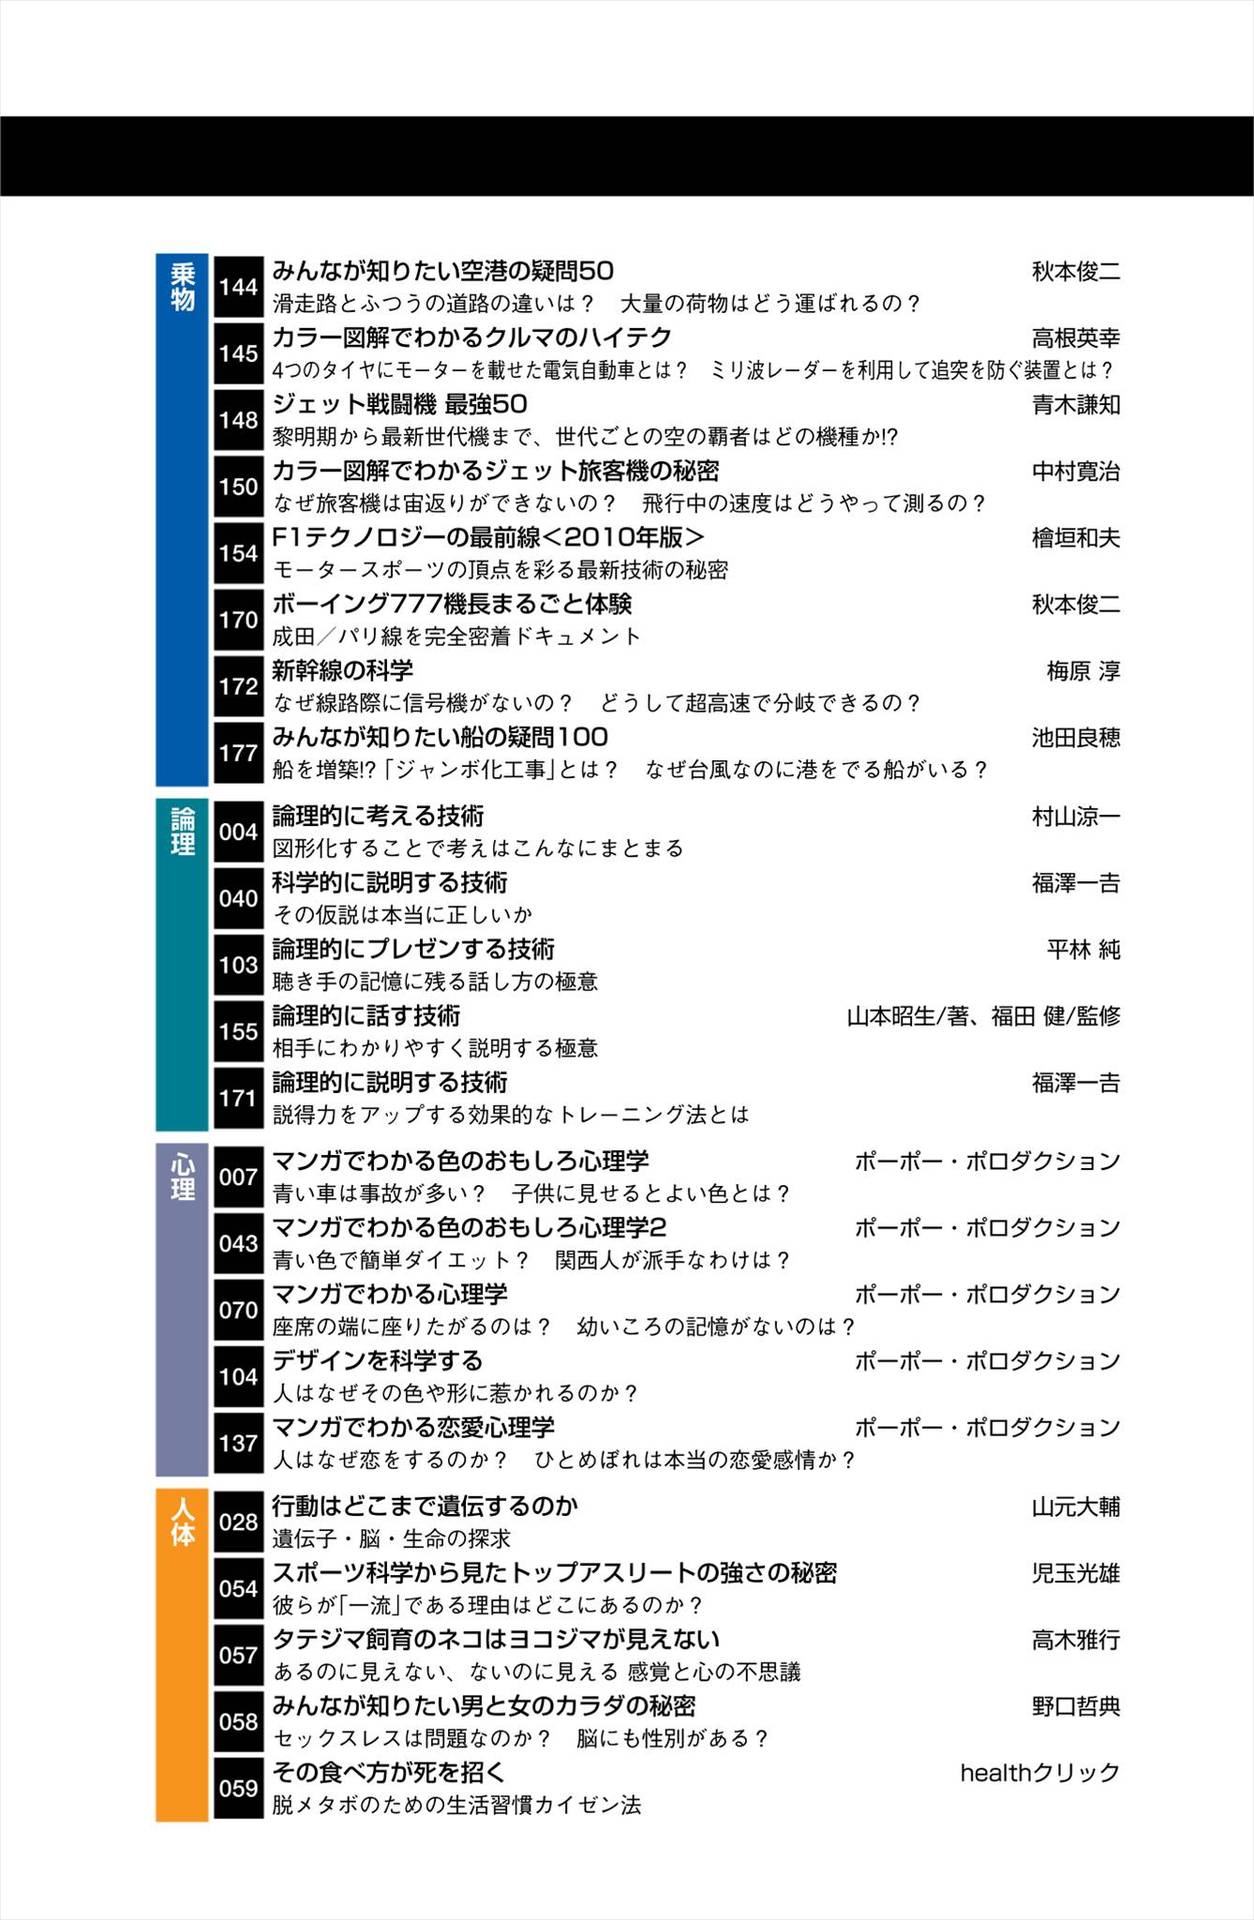 乗物
144 みんなが知りたい空港の疑問50 秋本俊二
滑走路とふつうの道路の違いは？ 大量の荷物はどう運ばれるの？
145 カラー図解でわかるクルマのハイテク 高根英幸
4つのタイヤにモーターを載せた電気自動車とは？ ミリ波レーダーを利用して追突を防ぐ装置とは？
148 ジェット戦闘機 最強50 青木謙知
黎明期から最新世代機まで、世代ごとの空の覇者はどの機種か!?
150 カラー図解でわかるジェット旅客機の秘密 中村寛治
なぜ旅客機は宙返りができないの？ 飛行中の速度はどうやって測るの？
154 F1テクノロジーの最前線＜2010年版＞ 檜垣和夫
モータースポーツの頂点を彩る最新技術の秘密
170 ボーイング777機長まるごと体験 秋本俊二
成田／パリ線を完全密着ドキュメント
172 新幹線の科学 梅原 淳
なぜ線路際に信号機がないの？ どうして超高速で分岐できるの？
177 みんなが知りたい船の疑問100 池田良穂
船を増築!?「ジャンボ化工事」とは？ なぜ台風なのに港をでる船がいる？
論理
004 論理的に考える技術 村山涼一
図形化することで考えはこんなにまとまる
040 科学的に説明する技術 福澤一吉
その仮説は本当に正しいか
103 論理的にプレゼンする技術 平林 純
聴き手の記憶に残る話し方の極意
155 論理的に話す技術 山本昭生/著、福田 健/監修
相手にわかりやすく説明する極意
171 論理的に説明する技術 福澤一吉
説得力をアップする効果的なトレーニング法とは
心理
007 マンガでわかる色のおもしろ心理学 ポーポー・ポロダクション
青い車は事故が多い？ 子供に見せるとよい色とは？
043 マンガでわかる色のおもしろ心理学2 ポーポー・ポロダクション
青い色で簡単ダイエット？ 関西人が派手なわけは？
070 マンガでわかる心理学 ポーポー・ポロダクション
座席の端に座りたがるのは？ 幼いころの記憶がないのは？
104 デザインを科学する ポーポー・ポロダクション
人はなぜその色や形に惹かれるのか？
137 マンガでわかる恋愛心理学 ポーポー・ポロダクション
人はなぜ恋をするのか？ ひとめぼれは本当の恋愛感情か？
人体
028 行動はどこまで遺伝するのか 山元大輔
遺伝子・脳・生命の探求
054 スポーツ科学から見たトップアスリートの強さの秘密 児玉光雄
彼らが「一流」である理由はどこにあるのか？
057 タテジマ飼育のネコはヨコジマが見えない 高木雅行
あるのに見えない、ないのに見える 感覚と心の不思議
058 みんなが知りたい男と女のカラダの秘密 野口哲典
セックスレスは問題なのか？ 脳にも性別がある？
059 その食べ方が死を招く healthクリック
脱メタボのための生活習慣カイゼン法